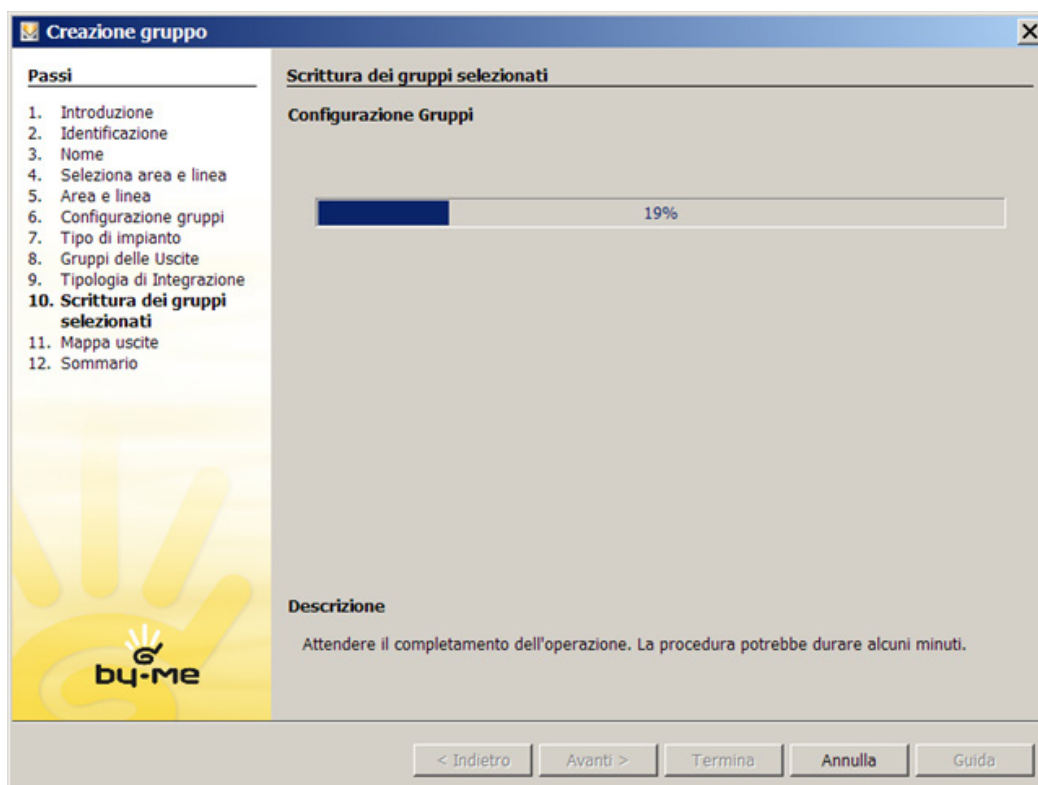 Creazione gruppo
Passi
1. Introduzione
2. Identificazione
3. Nome
4. Seleziona area e linea
5. Area e linea
6. Configurazione gruppi
7. Tipo di impianto
8. Gruppi delle Uscite
9. Tipologia di Integrazione
10. Scrittura dei gruppi
selezionati
11. Mappa uscite
12. Sommario
by-me
Scrittura dei gruppi selezionati
Configurazione Gruppi
19%
Descrizione
Attendere il completamento dell'operazione. La procedura potrebbe durare alcuni minuti.
< Indietro Avanti > Termina Annulla Guida